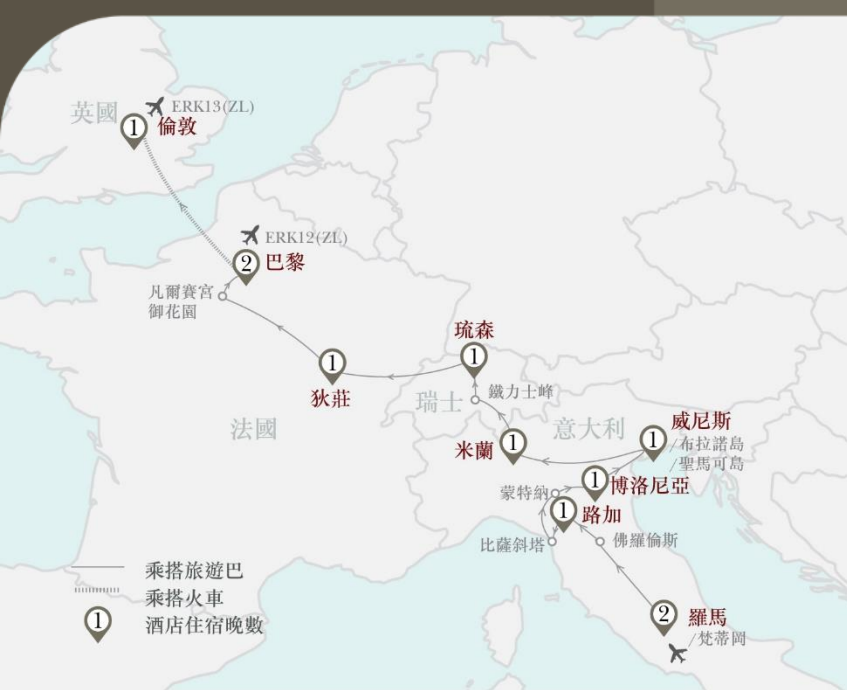 英國
ERK13(ZL)
1
倫敦
ERK12(ZL)
2
巴黎
凡爾賽宮
御花園
琉森
1
1
狄莊
鐵力士峰
瑞士
法國
意大利
威尼斯
1
/布拉諾島
/聖馬可島
米蘭
1
1
博洛尼亞
蒙特納
1
路加
比薩斜塔
佛羅倫斯
2
羅馬
/梵蒂岡
乘搭旅遊巴
乘搭火車
1
酒店住宿晚數